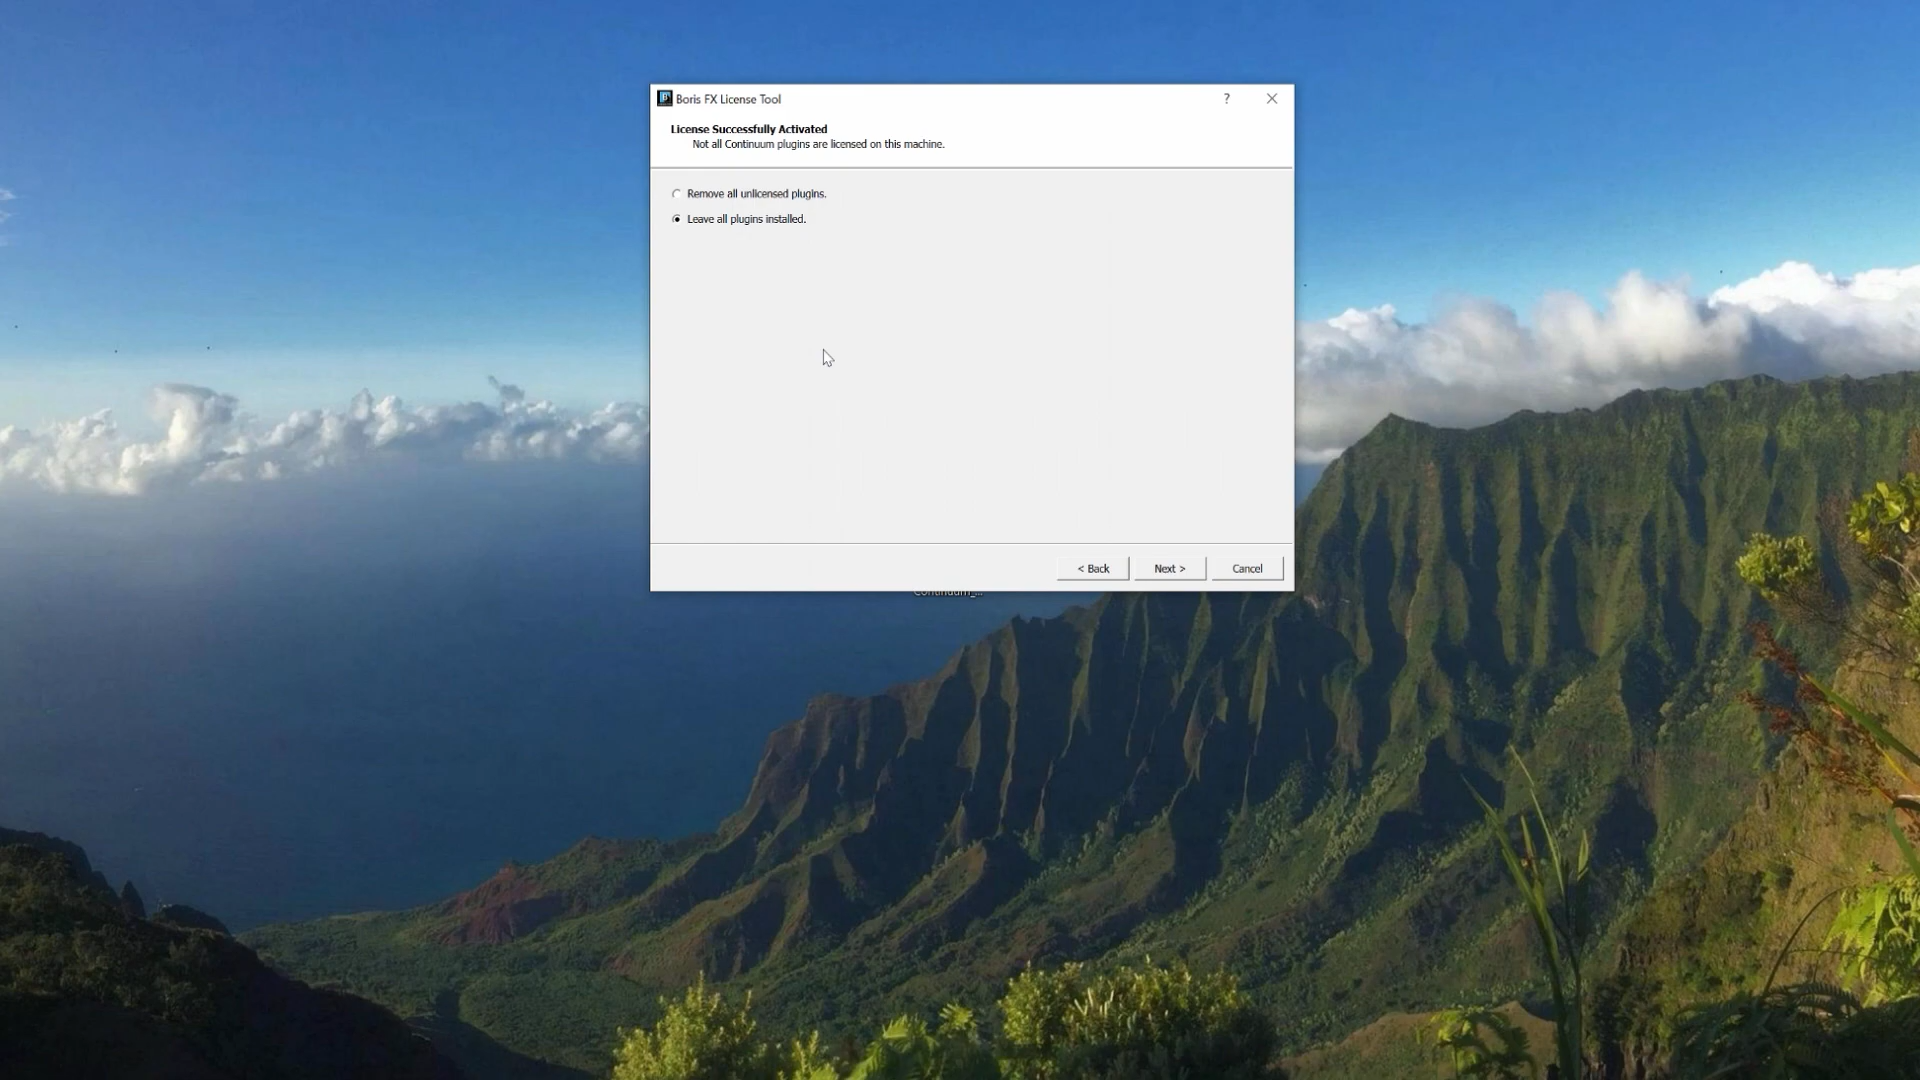 Boris FX License Tool
?
License Successfully Activated
Not all Continuum plugins are licensed on this machine.
Remove all unlicensed plugins.
Leave all plugins installed.
< Back
Next >
Cancel
Continuum_...